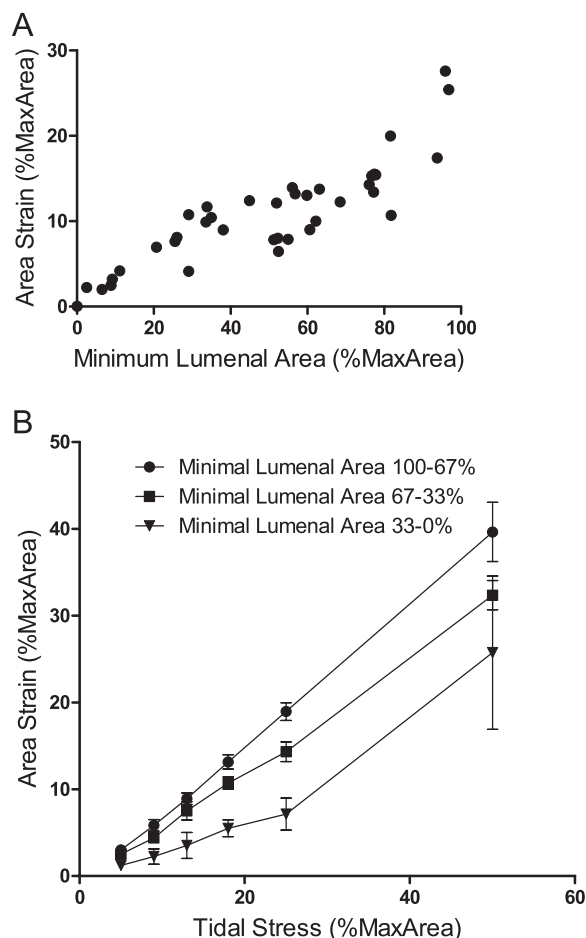 A
30
20
10
0
0 20 40 60 80 100
Area Strain (%MaxArea)
Minimum Lumenal Area (%MaxArea)
B
50
40
30
20
10
0
0 20 40 60
Minimal Lumenal Area 100-67%
Minimal Lumenal Area 67-33%
Minimal Lumenal Area 33-0%
Area Strain (%MaxArea)
Tidal Stress (%MaxArea)